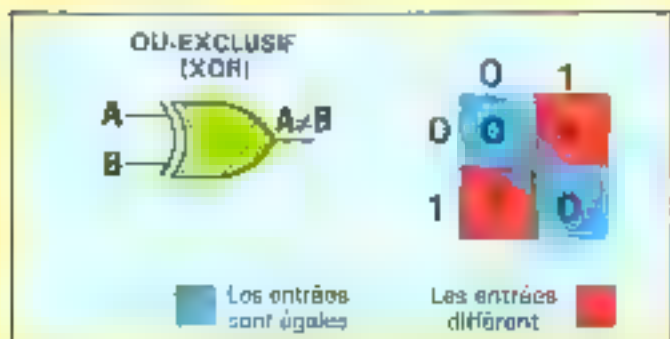 OU-EXCLUSIF
(XOR)
0 1
A
A≠B
B
0 0
1 0
Les entrées
sont égales
Les entrées
diffèrent